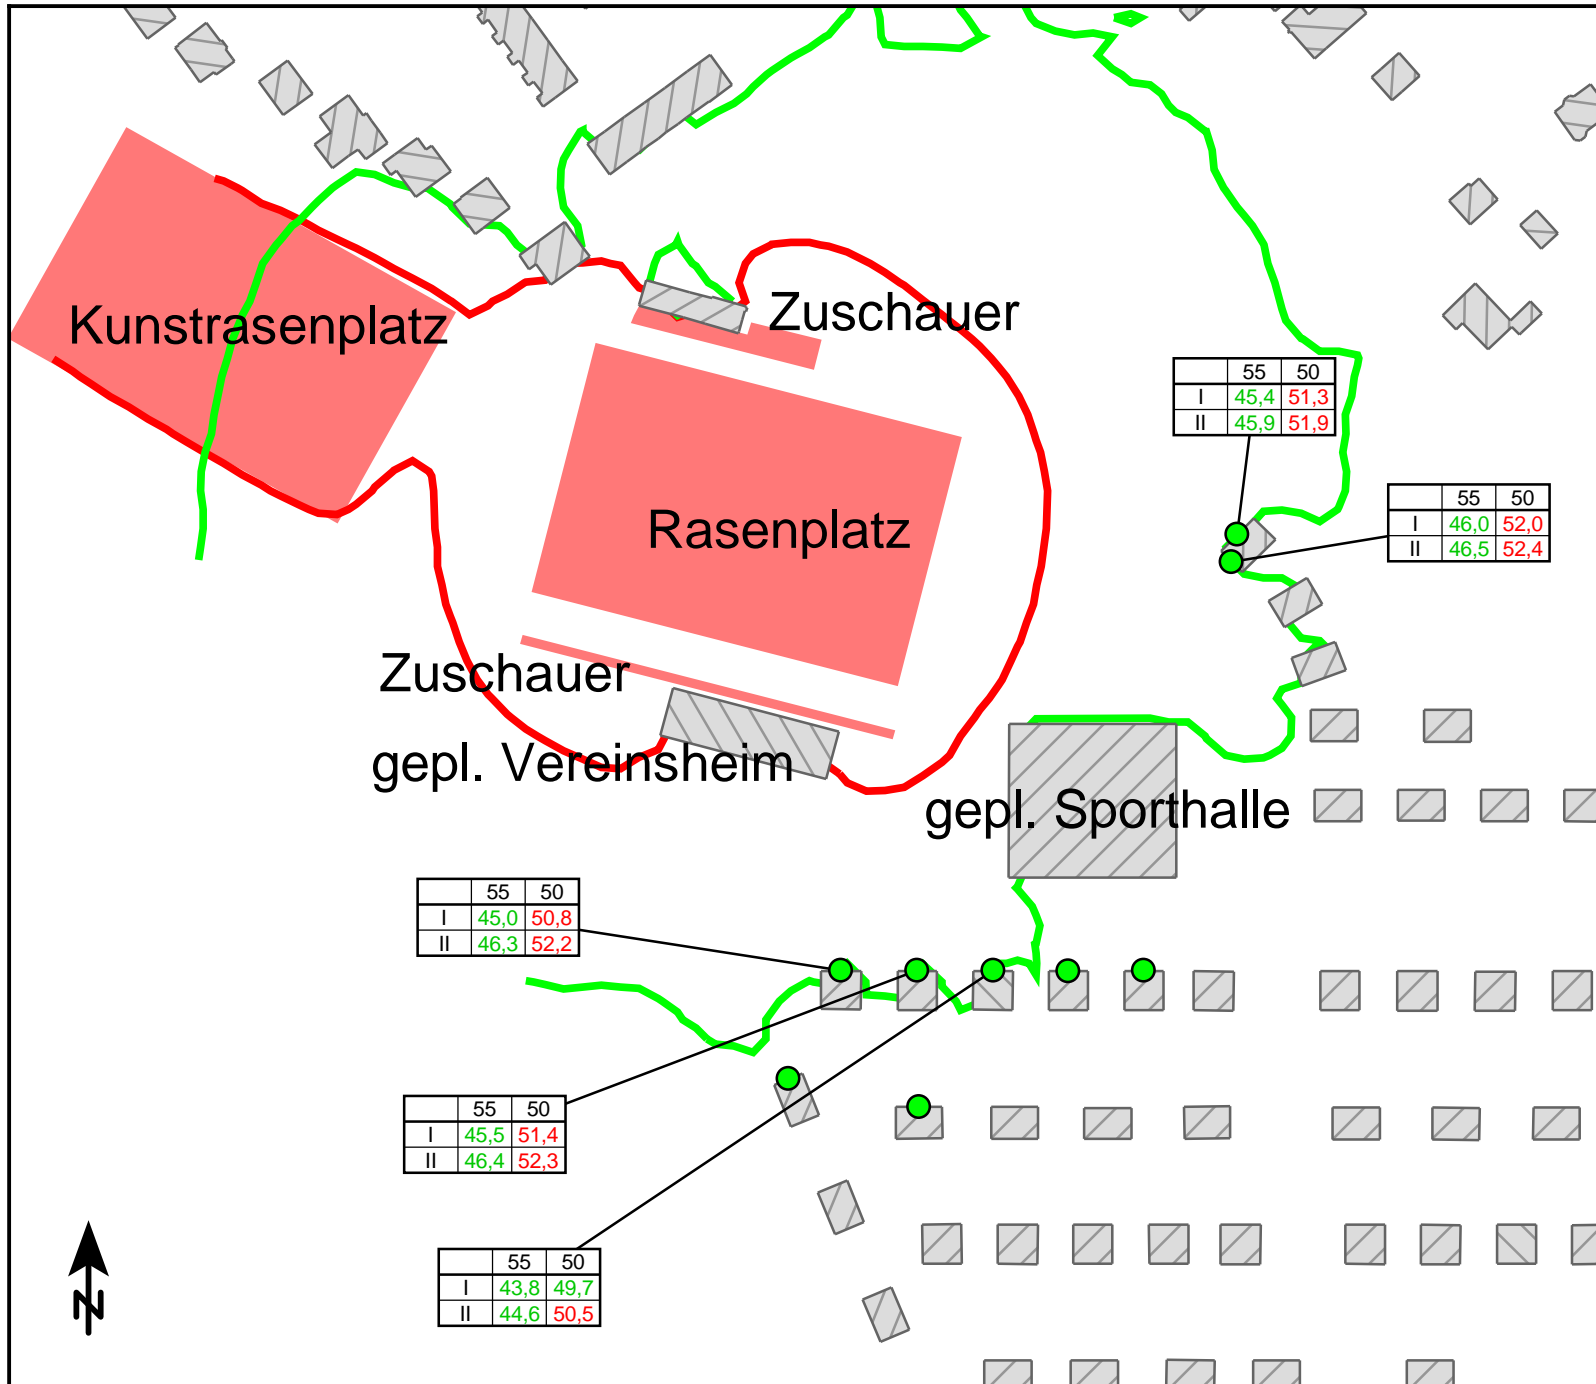 Zuschauer
Kunstrasenplatz
55 50
I 45,4 51,3
II 45,9 51,9
55 50
I 46,0 52,0
II 46,5 52,4
Rasenplatz
Zuschauer
gepl. Vereinsheim
gepl. Sporthalle
55 50
I 45,0 50,8
II 46,3 52,2
55 50
I 45,5 51,4
II 46,4 52,3
55 50
I 43,8 49,7
II 44,6 50,5
N